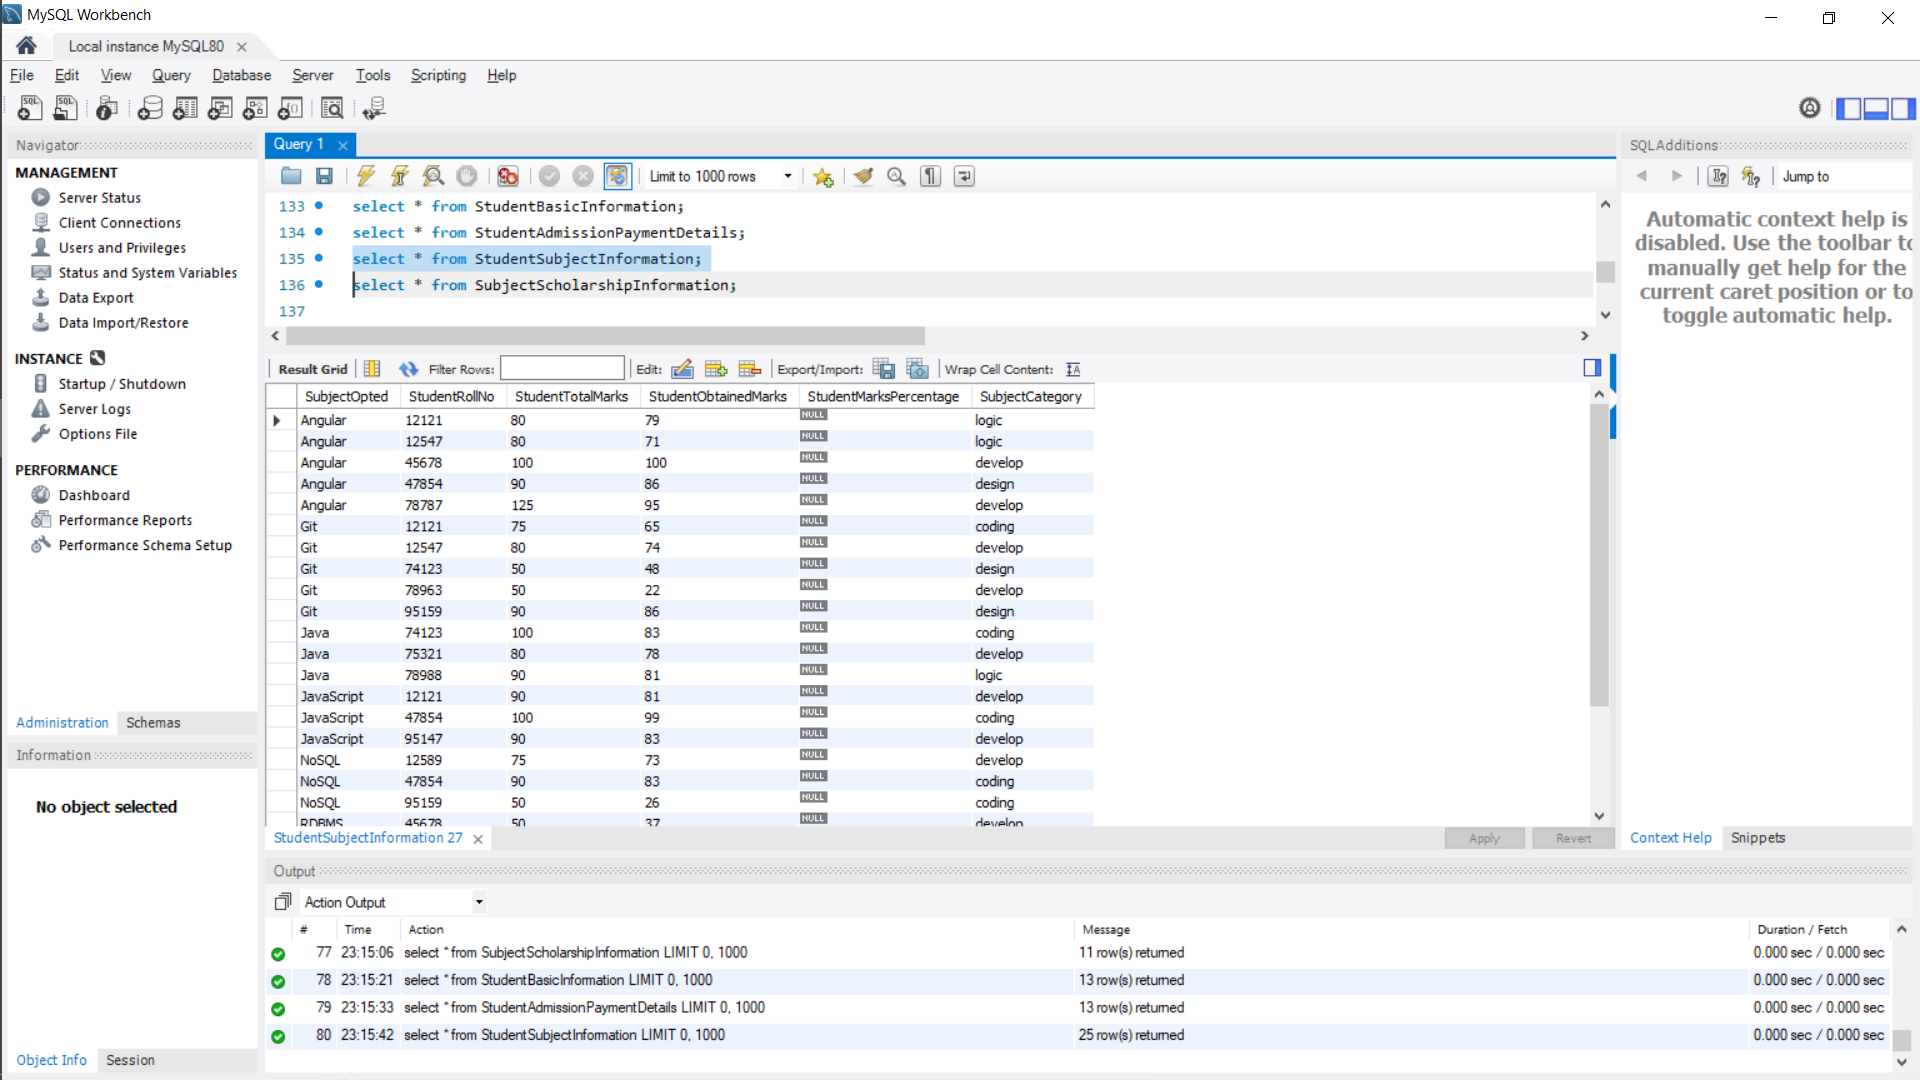 MySQL Workbench
Local instance MySQL80
File Edit View Query Database Server Tools Scripting Help
Navigator
MANAGEMENT
Server Status
Client Connections
Users and Privileges
Status and System Variables
Data Export
Data Import/Restore
INSTANCE
Startup / Shutdown
Server Logs
Options File
PERFORMANCE
Dashboard
Performance Reports
Performance Schema Setup
Administration Schemas
Information
No object selected
Object Info Session
Query 1
Limit to 1000 rows
133 select * from StudentBasicInformation;
134 select * from StudentAdmissionPaymentDetails;
135 select * from StudentSubjectInformation;
136 select * from SubjectScholarshipInformation;
137
Result Grid Filter Rows: Edit: Export/Import: Wrap Cell Content:
SubjectOpted StudentRollNo StudentTotalMarks StudentObtainedMarks StudentMarksPercentage SubjectCategory
Angular 12121 80 79 NULL logic
Angular 12547 80 71 NULL logic
Angular 45678 100 100 NULL develop
Angular 47854 90 86 NULL design
Angular 78787 125 95 NULL develop
Git 12121 75 65 NULL coding
Git 12547 80 74 NULL develop
Git 74123 50 48 NULL design
Git 78963 50 22 NULL develop
Git 95159 90 86 NULL design
Java 74123 100 83 NULL coding
Java 75321 80 78 NULL develop
Java 78988 90 81 NULL logic
JavaScript 12121 90 81 NULL develop
JavaScript 47854 100 99 NULL coding
JavaScript 95147 90 83 NULL develop
NoSQL 12589 75 73 NULL develop
NoSQL 47854 90 83 NULL coding
NoSQL 95159 50 26 NULL coding
RDBMS 45678 50 37 NULL develop
StudentSubjectInformation 27
Apply Revert
SQLAdditions
Jump to
Automatic context help is
disabled. Use the toolbar to
manually get help for the
current caret position or to
toggle automatic help.
Context Help Snippets
Output
Action Output
# Time Action Message Duration / Fetch
77 23:15:06 select * from SubjectScholarshipInformation LIMIT 0, 1000 11 row(s) returned 0.000 sec / 0.000 sec
78 23:15:21 select * from StudentBasicInformation LIMIT 0, 1000 13 row(s) returned 0.000 sec / 0.000 sec
79 23:15:33 select * from StudentAdmissionPaymentDetails LIMIT 0, 1000 13 row(s) returned 0.000 sec / 0.000 sec
80 23:15:42 select * from StudentSubjectInformation LIMIT 0, 1000 25 row(s) returned 0.000 sec / 0.000 sec